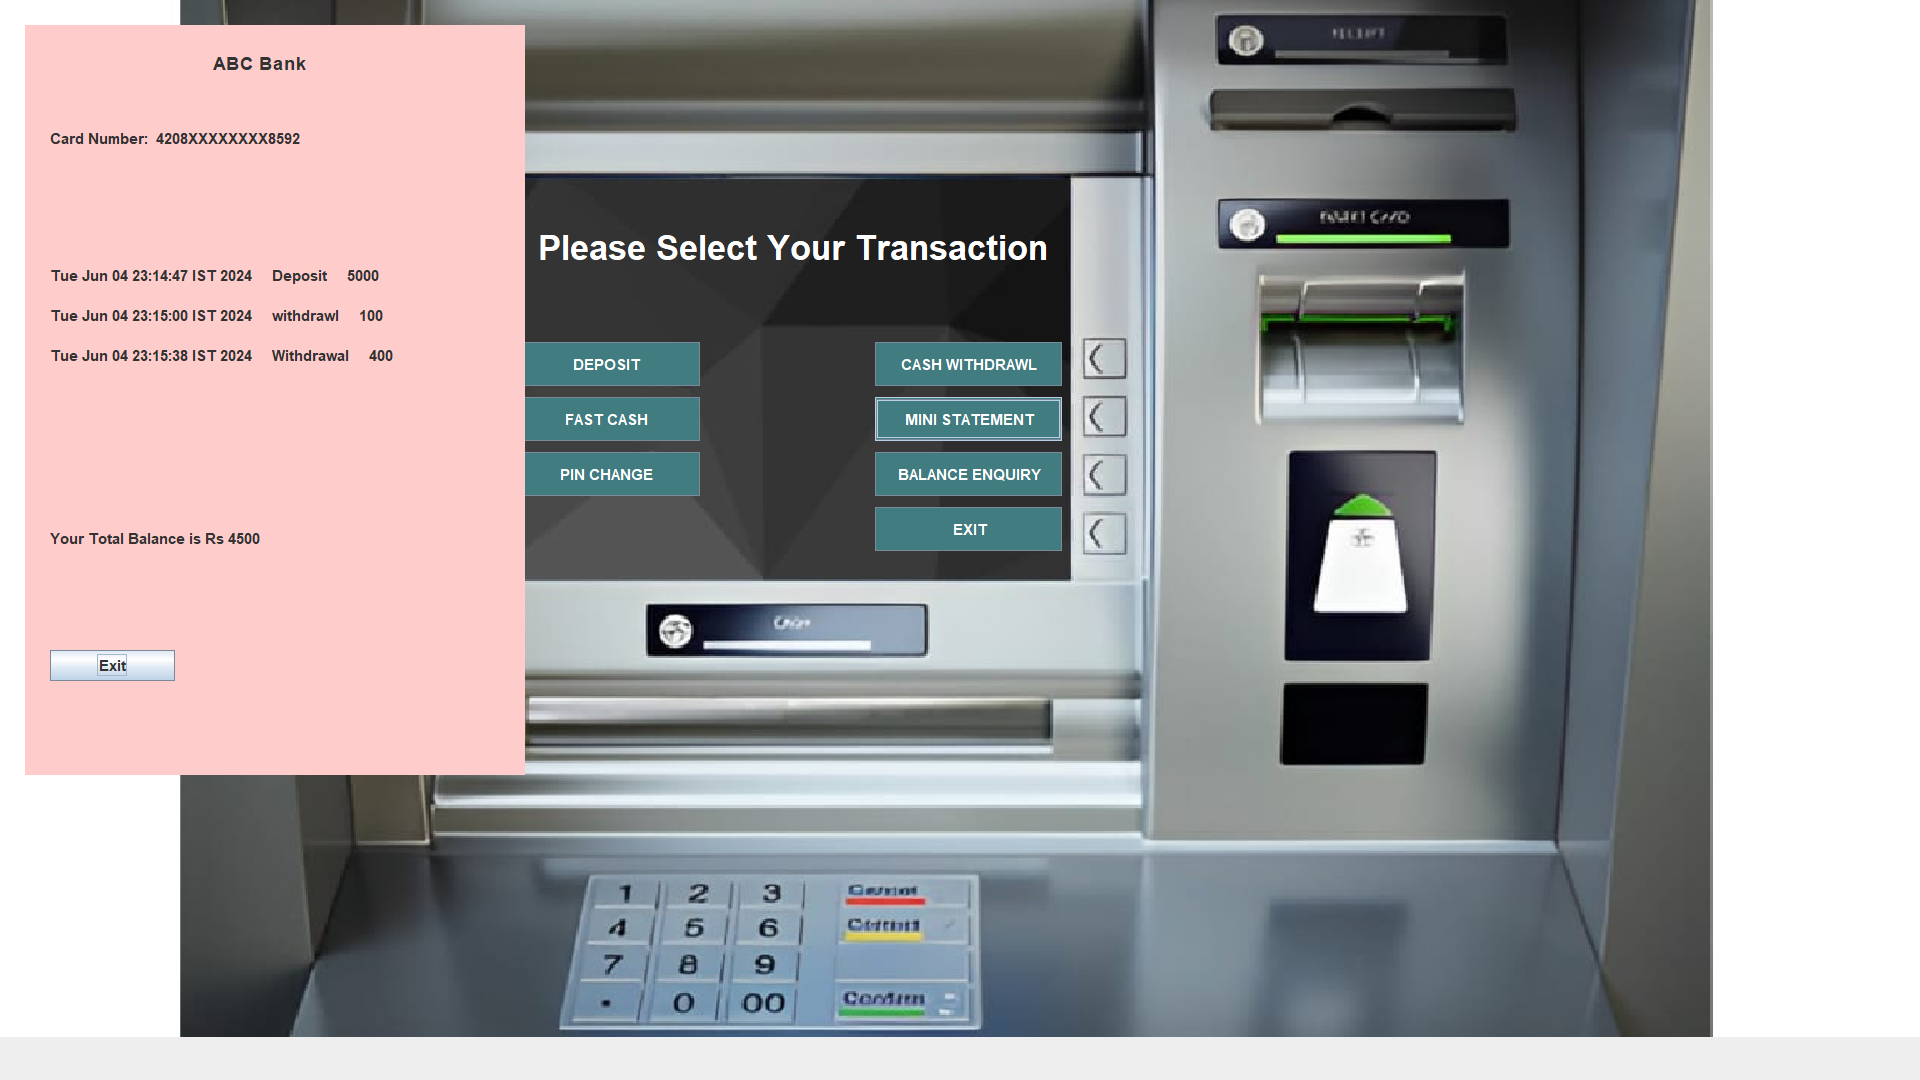 ABC Bank
Card Number: 4208XXXXXXXX8592
Tue Jun 04 23:14:47 IST 2024 Deposit 5000
Tue Jun 04 23:15:00 IST 2024 withdrawl 100
Tue Jun 04 23:15:38 IST 2024 Withdrawal 400
Your Total Balance is Rs 4500
Exit
Please Select Your Transaction
DEPOSIT
CASH WITHDRAWL
FAST CASH
MINI STATEMENT
PIN CHANGE
BALANCE ENQUIRY
EXIT
RECEIPT
1 2 3
4 5 6
7 8 9
. 0 00